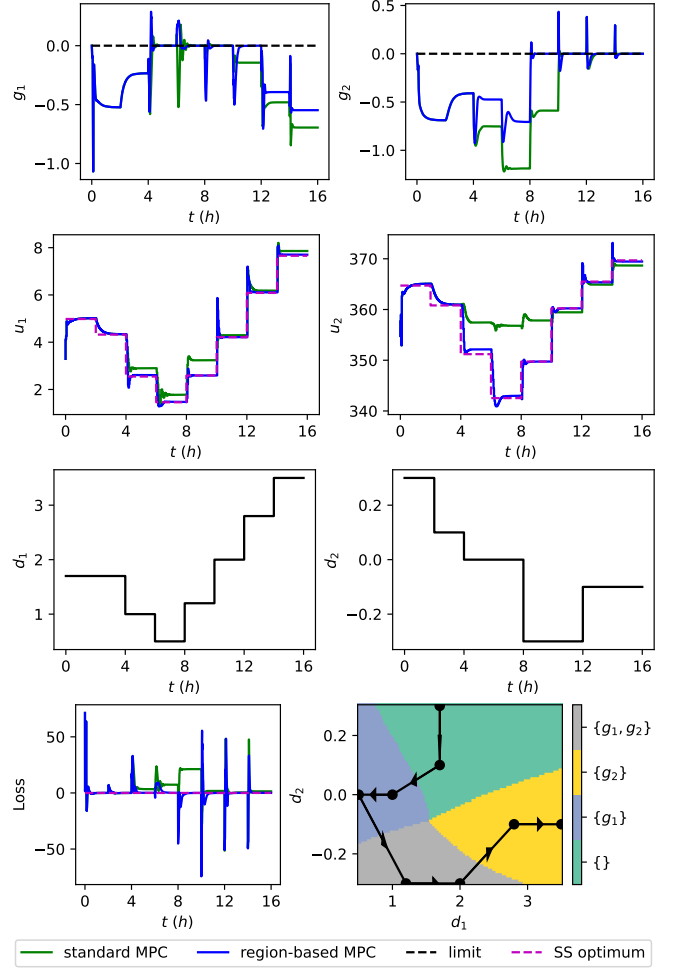 0.0
−0.5
−1.0
g1
0 4 8 12 16
t (h)
0.5
0.0
−0.5
−1.0
g2
0 4 8 12 16
t (h)
8
6
4
2
u1
0 4 8 12 16
t (h)
370
360
350
340
u2
0 4 8 12 16
t (h)
3
2
1
d1
0 4 8 12 16
t (h)
0.2
0.0
−0.2
d2
0 4 8 12 16
t (h)
50
0
−50
Loss
0 4 8 12 16
t (h)
0.2
0.0
−0.2
d2
1 2 3
d1
{g1, g2}
{g2}
{g1}
{}
standard MPC region-based MPC limit SS optimum